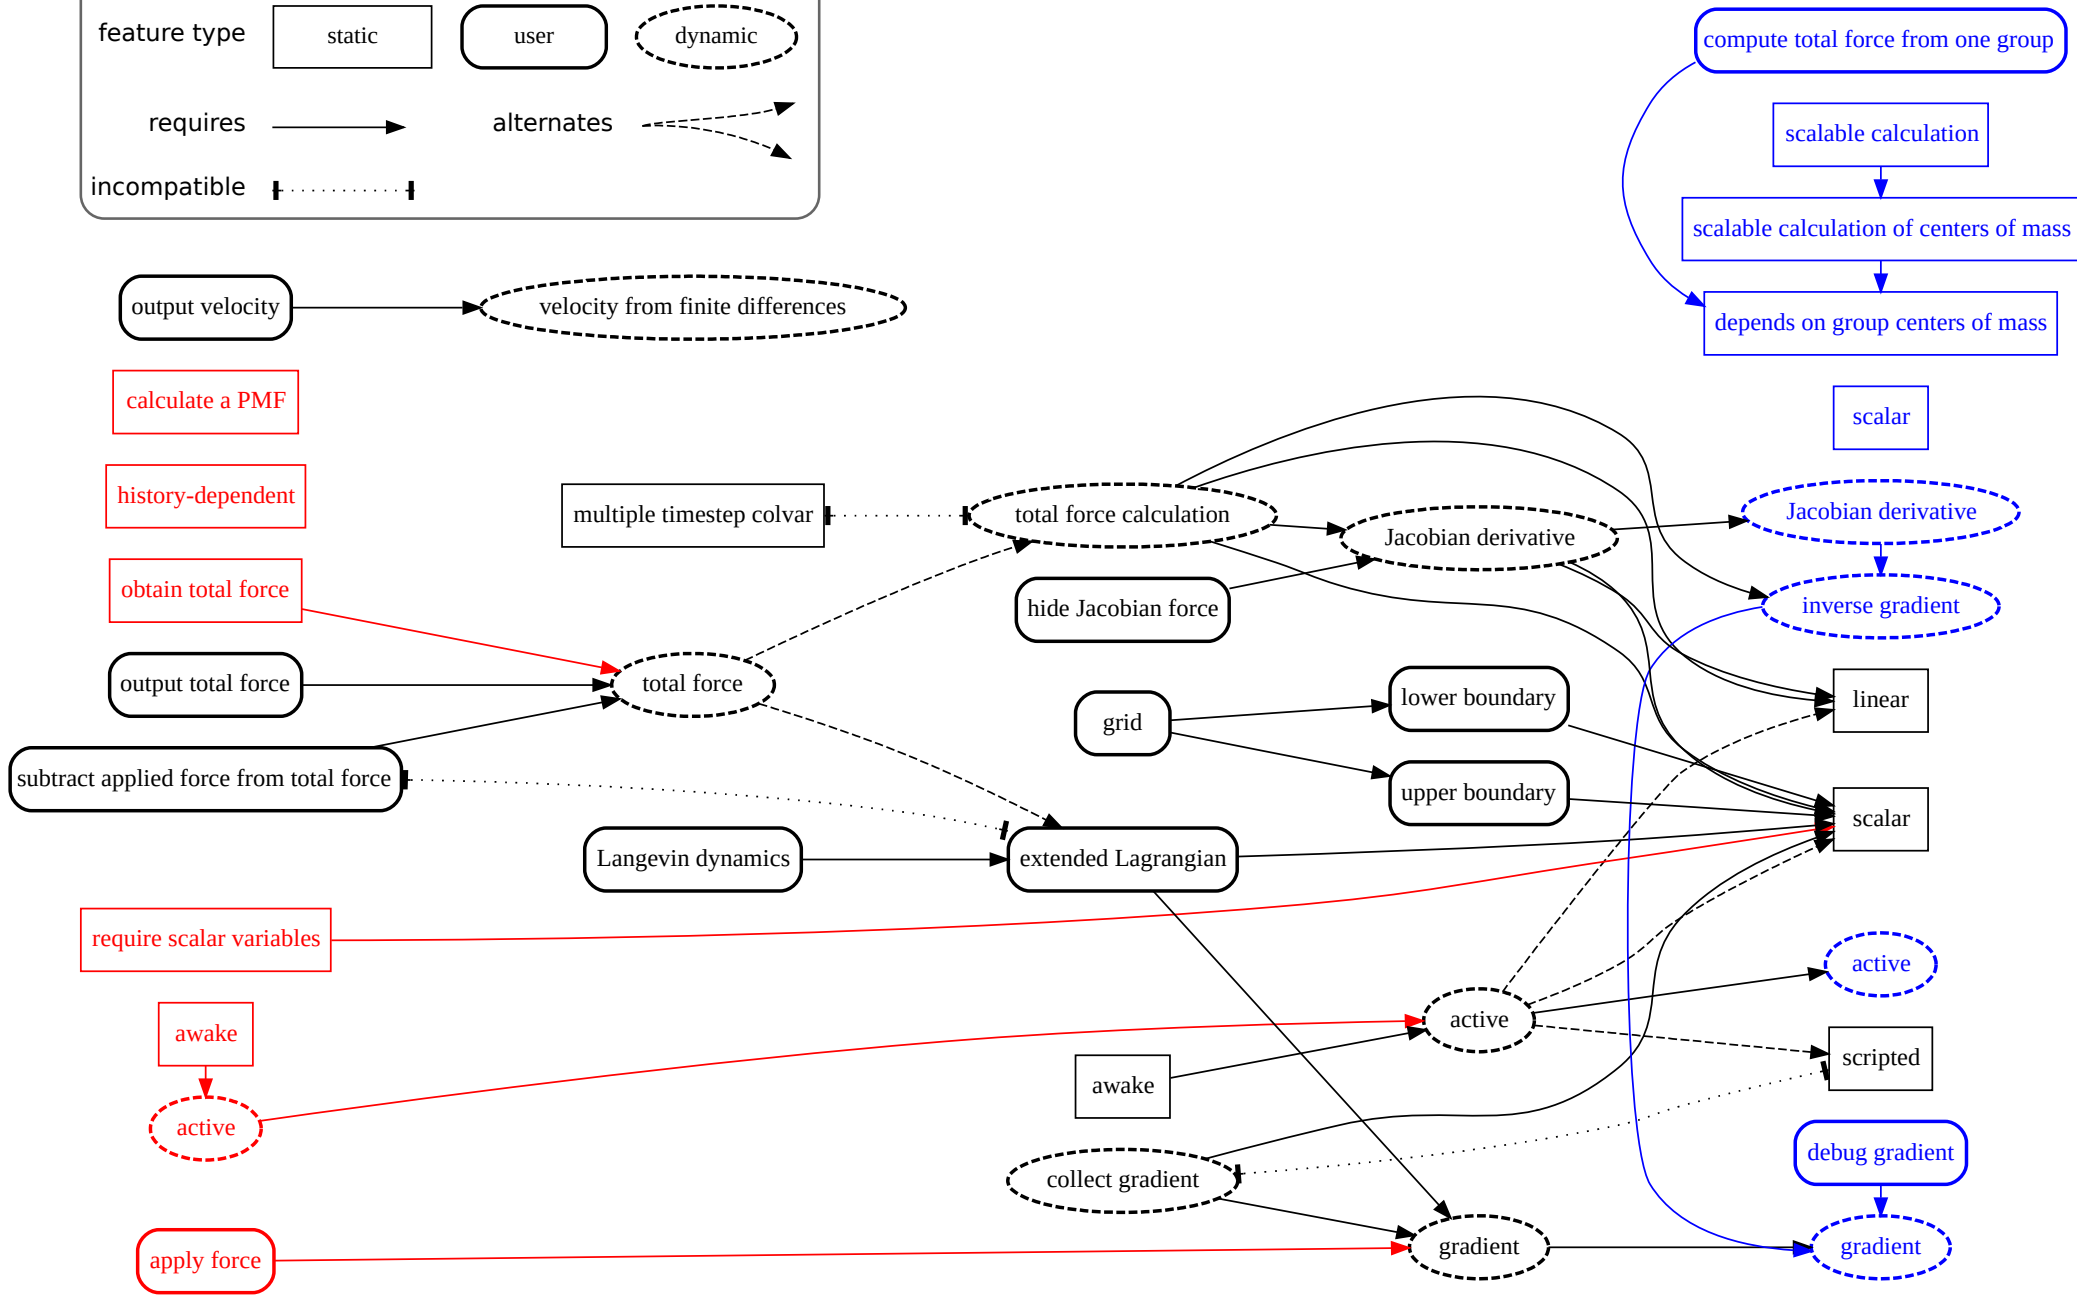 feature type
static
user
dynamic
requires
alternates
incompatible
compute total force from one group
scalable calculation
scalable calculation of centers of mass
depends on group centers of mass
output velocity
velocity from finite differences
calculate a PMF
scalar
history-dependent
multiple timestep colvar
total force calculation
Jacobian derivative
Jacobian derivative
obtain total force
hide Jacobian force
inverse gradient
output total force
total force
grid
lower boundary
linear
subtract applied force from total force
upper boundary
scalar
Langevin dynamics
extended Lagrangian
require scalar variables
active
awake
active
scripted
awake
active
collect gradient
debug gradient
apply force
gradient
gradient